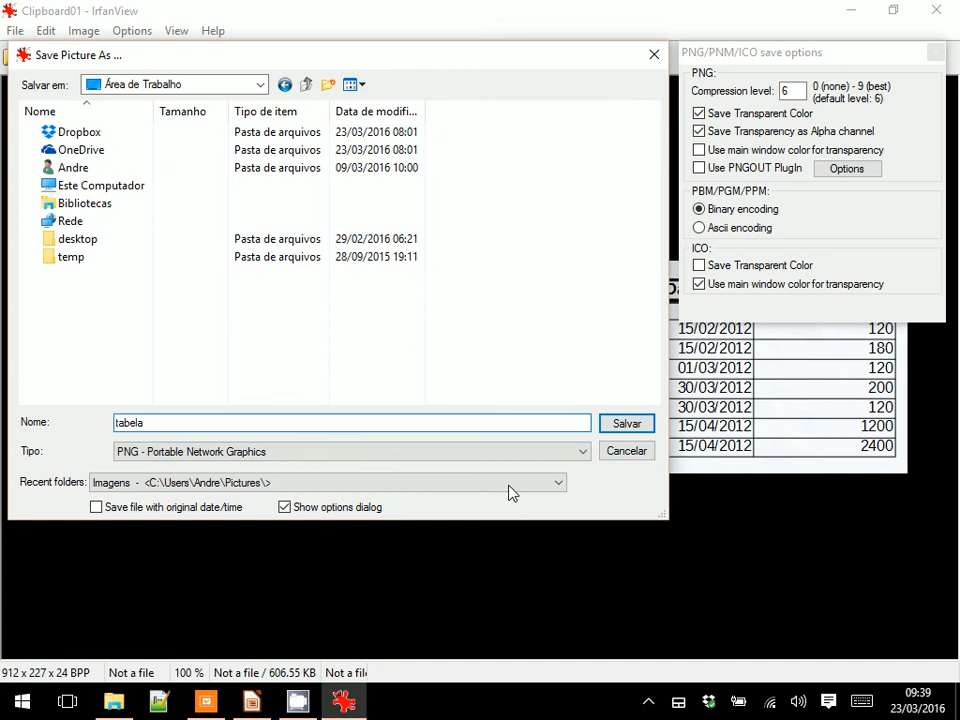 Clipboard01 - IrfanView
File Edit Image Options View Help
Save Picture As ...
Salvar em: Área de Trabalho
Nome Tamanho Tipo de item Data de modifi...
Dropbox Pasta de arquivos 23/03/2016 08:01
OneDrive Pasta de arquivos 23/03/2016 08:01
Andre Pasta de arquivos 09/03/2016 10:00
Este Computador
Bibliotecas
Rede
desktop Pasta de arquivos 29/02/2016 06:21
temp Pasta de arquivos 28/09/2015 19:11
Nome: tabela Salvar
Tipo: PNG - Portable Network Graphics Cancelar
Recent folders: Imagens - <C:\Users\Andre\Pictures\>
Save file with original date/time Show options dialog
PNG/PNM/ICO save options
PNG:
Compression level: 6 0 (none) - 9 (best)
(default level: 6)
Save Transparent Color
Save Transparency as Alpha channel
Use main window color for transparency
Use PNGOUT PlugIn Options
PBM/PGM/PPM:
Binary encoding
Ascii encoding
ICO:
Save Transparent Color
Use main window color for transparency
15/02/2012 120
15/02/2012 180
01/03/2012 120
30/03/2012 200
30/03/2012 120
15/04/2012 1200
15/04/2012 2400
912 x 227 x 24 BPP Not a file 100 % Not a file / 606.55 KB Not a file
09:39
23/03/2016